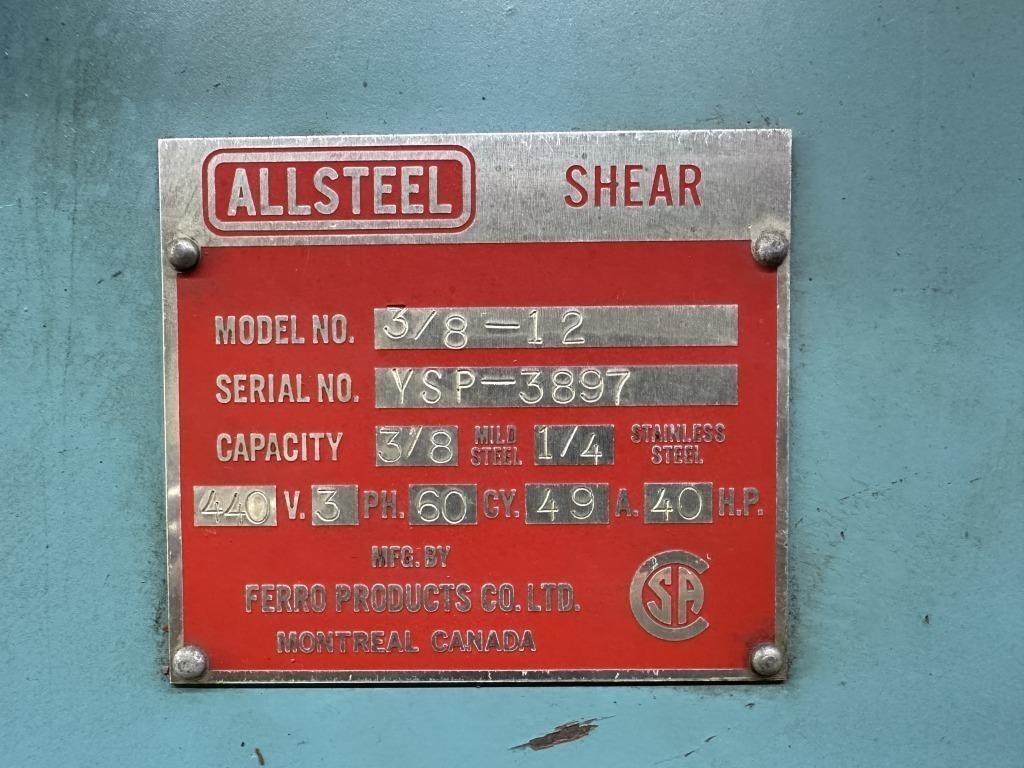 ALLSTEEL SHEAR
MODEL NO. 3/8-12
SERIAL NO. YSP-3897
CAPACITY 3/8 MILD STEEL 1/4 STAINLESS STEEL
440 V. 3 PH. 60 CY. 49 A. 40 H.P.
MFG. BY
FERRO PRODUCTS CO. LTD.
MONTREAL CANADA
CSA